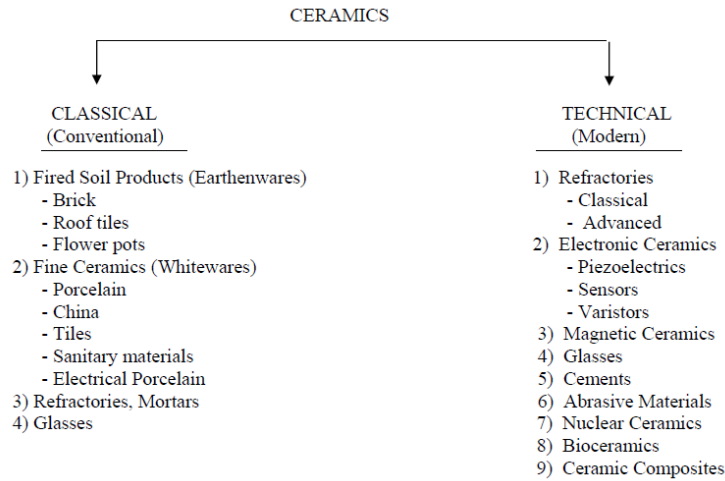 CERAMICS
CLASSICAL
(Conventional)
1) Fired Soil Products (Earthenwares)
- Brick
- Roof tiles
- Flower pots
2) Fine Ceramics (Whitewares)
- Porcelain
- China
- Tiles
- Sanitary materials
- Electrical Porcelain
3) Refractories, Mortars
4) Glasses
TECHNICAL
(Modern)
1) Refractories
- Classical
- Advanced
2) Electronic Ceramics
- Piezoelectrics
- Sensors
- Varistors
3) Magnetic Ceramics
4) Glasses
5) Cements
6) Abrasive Materials
7) Nuclear Ceramics
8) Bioceramics
9) Ceramic Composites